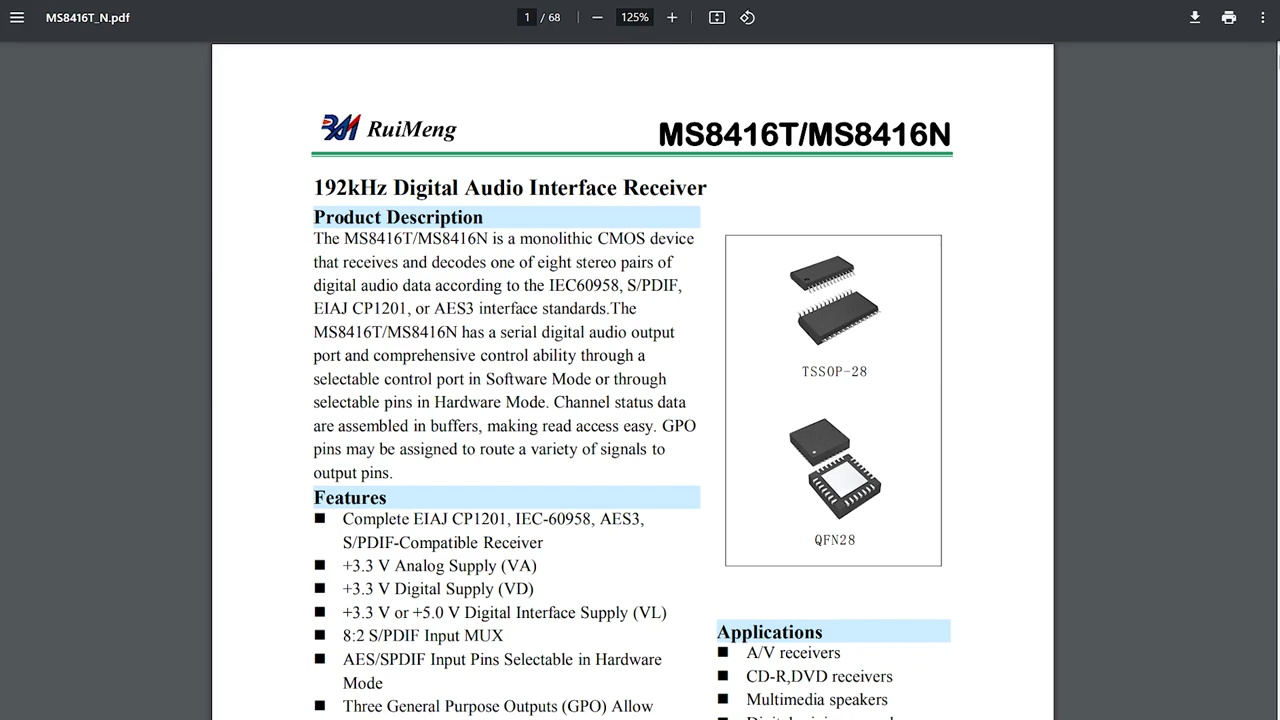 MS8416T_N.pdf
1 / 68
125%
RuiMeng
MS8416T/MS8416N
192kHz Digital Audio Interface Receiver
Product Description
The MS8416T/MS8416N is a monolithic CMOS device
that receives and decodes one of eight stereo pairs of
digital audio data according to the IEC60958, S/PDIF,
EIAJ CP1201, or AES3 interface standards.The
MS8416T/MS8416N has a serial digital audio output
port and comprehensive control ability through a
selectable control port in Software Mode or through
selectable pins in Hardware Mode. Channel status data
are assembled in buffers, making read access easy. GPO
pins may be assigned to route a variety of signals to
output pins.
Features
■ Complete EIAJ CP1201, IEC-60958, AES3,
S/PDIF-Compatible Receiver
■ +3.3 V Analog Supply (VA)
■ +3.3 V Digital Supply (VD)
■ +3.3 V or +5.0 V Digital Interface Supply (VL)
■ 8:2 S/PDIF Input MUX
■ AES/SPDIF Input Pins Selectable in Hardware
Mode
■ Three General Purpose Outputs (GPO) Allow
TSSOP-28
QFN28
Applications
■ A/V receivers
■ CD-R,DVD receivers
■ Multimedia speakers